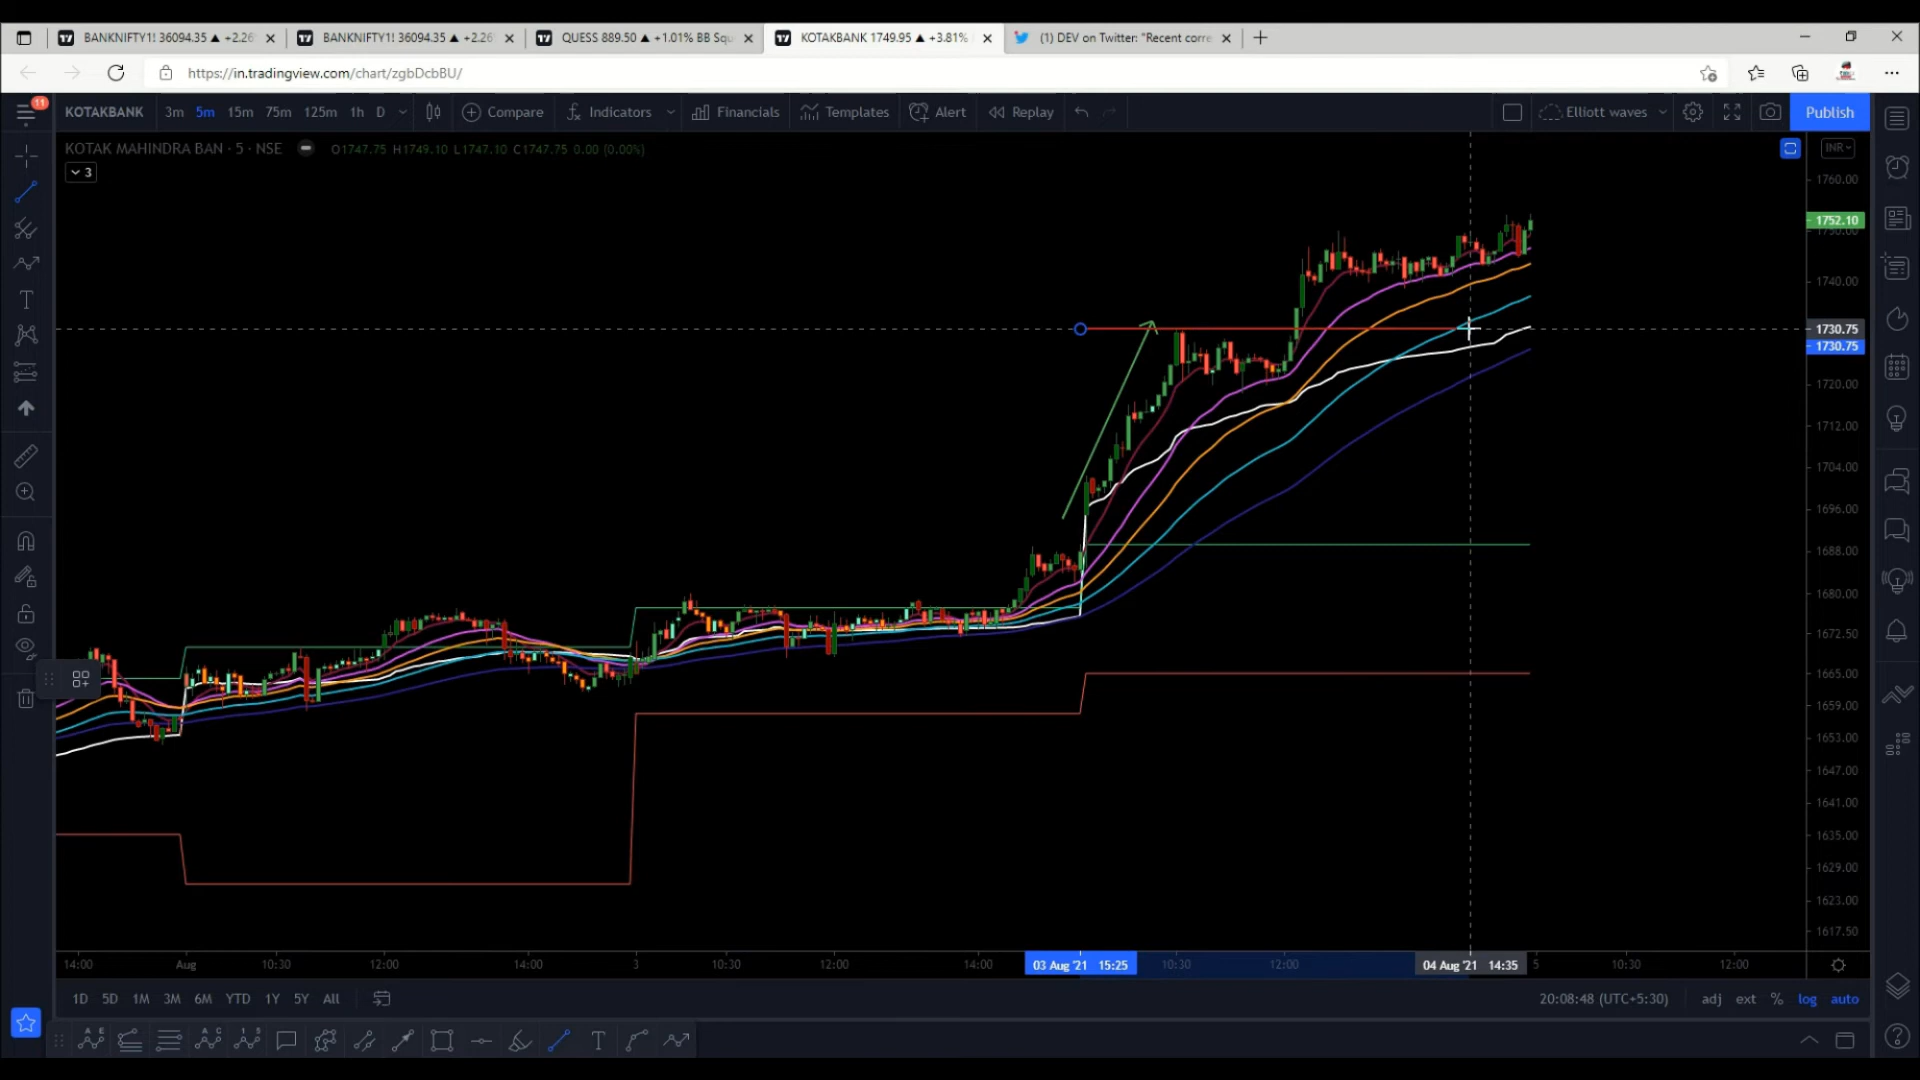 BANKNIFTY1! 36094.35 ▲ +2.26
BANKNIFTY1! 36094.35 ▲ +2.26
QUESS 889.50 ▲ +1.01% BB Squ
KOTAKBANK 1749.95 ▲ +3.81%
(1) DEV on Twitter: "Recent corre
https://in.tradingview.com/chart/zgbDcbBU/
11
KOTAKBANK 3m 5m 15m 75m 125m 1h D Compare Indicators Financials Templates Alert Replay Elliott waves Publish
KOTAK MAHINDRA BAN · 5 · NSE O1747.75 H1749.10 L1747.10 C1747.75 0.00 (0.00%)
INR
3
1760.00
1752.10
1740.00
1730.75
1730.75
1720.00
1712.00
1704.00
1696.00
1688.00
1680.00
1672.50
1665.00
1659.00
1653.00
1647.00
1641.00
1635.00
1629.00
1623.00
1617.50
14:00 Aug 10:30 12:00 14:00 3 10:30 12:00 14:00 03 Aug '21 15:25 10:30 12:00 04 Aug '21 14:35 5 10:30 12:00
1D 5D 1M 3M 6M YTD 1Y 5Y All 20:08:48 (UTC+5:30) adj ext % log auto